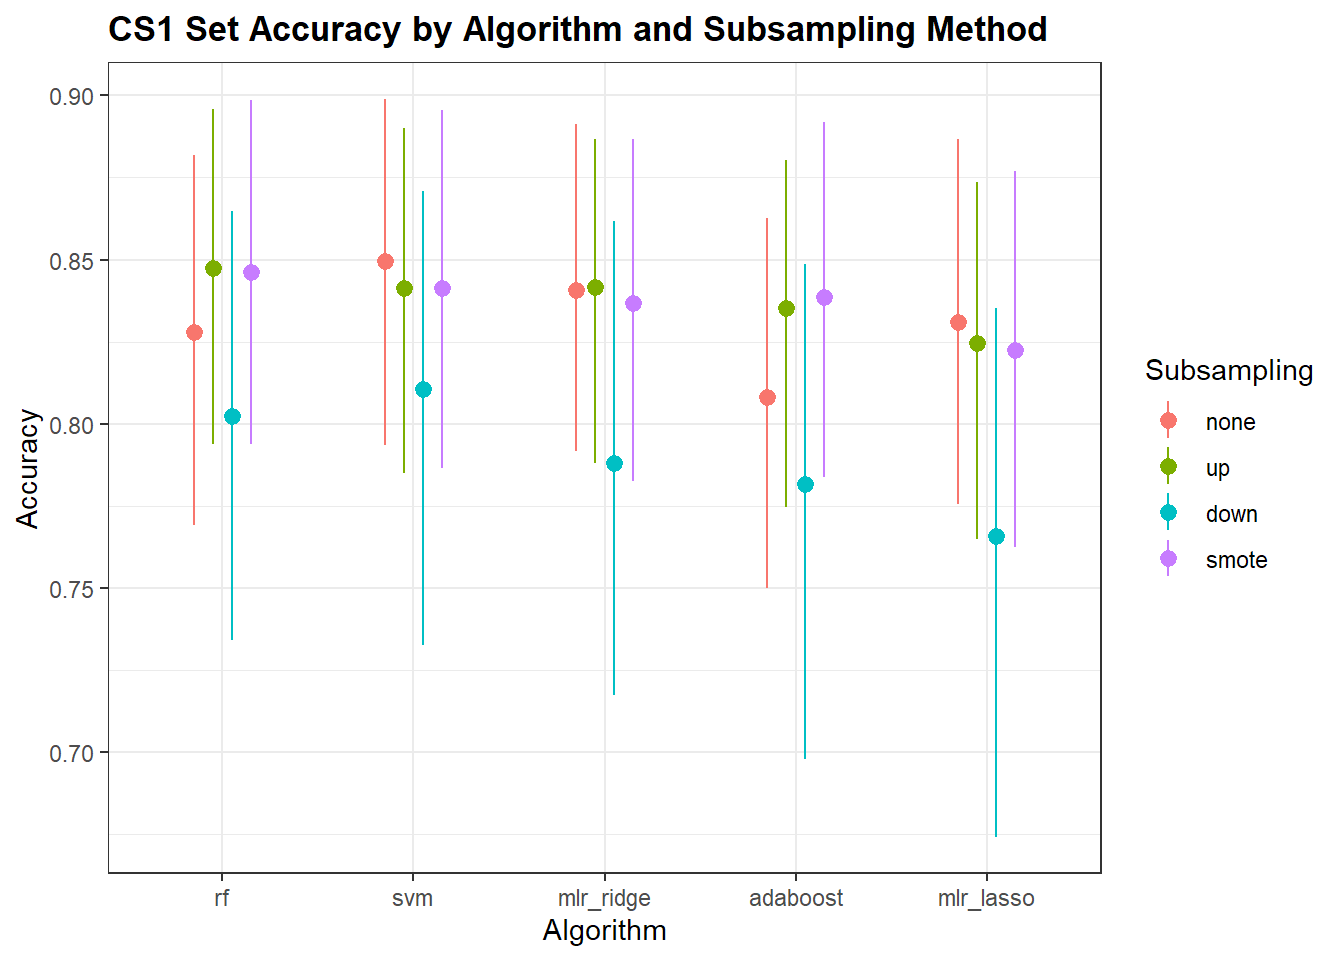 CS1 Set Accuracy by Algorithm and Subsampling Method
0.90
0.85
0.80
0.75
0.70
Accuracy
rf svm mlr_ridge adaboost mlr_lasso
Algorithm
Subsampling
none
up
down
smote